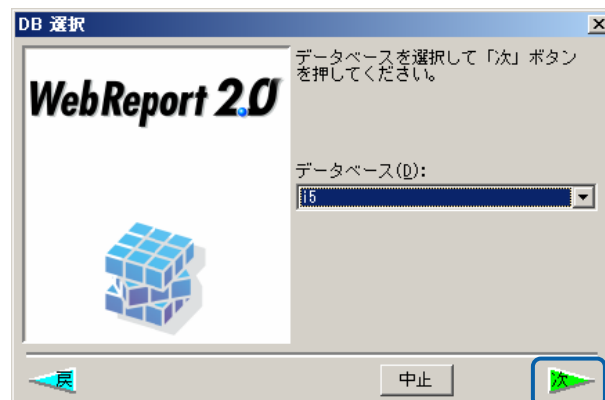 DB 選択
WebReport 2.0
データベースを選択して「次」ボタン
を押してください。
データベース(D):
i5
戻
中止
次